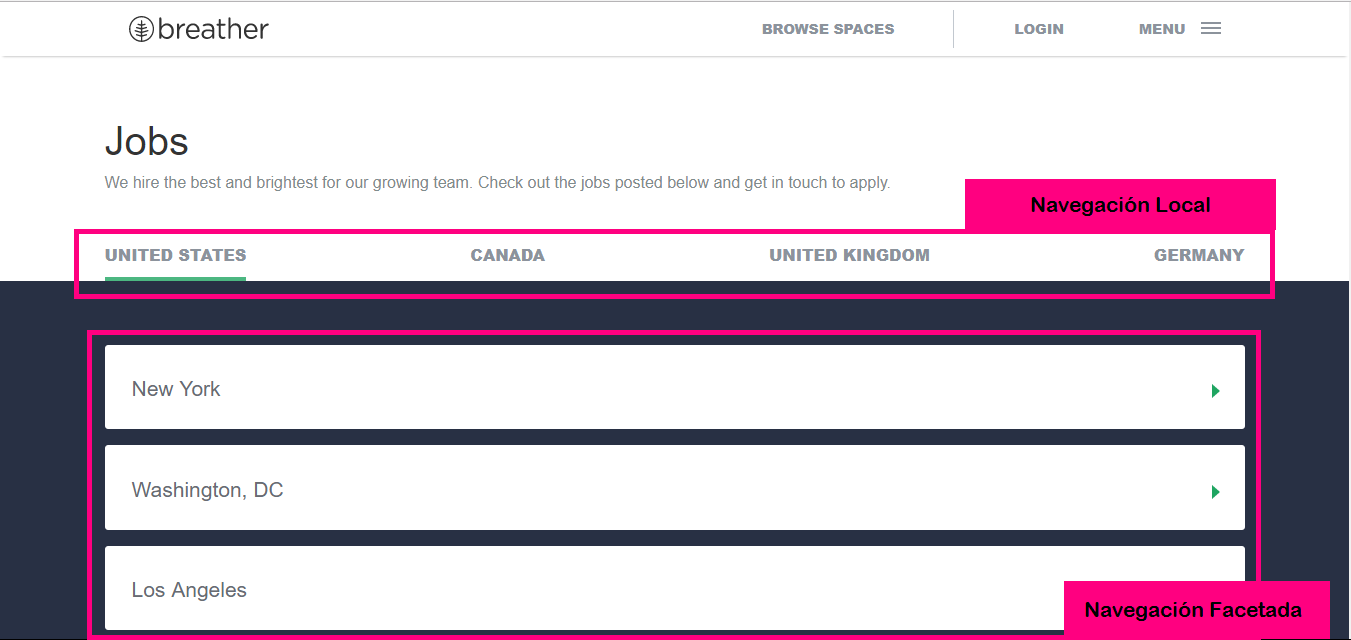 breather
BROWSE SPACES
LOGIN
MENU
Jobs
We hire the best and brightest for our growing team. Check out the jobs posted below and get in touch to apply.
Navegación Local
UNITED STATES
CANADA
UNITED KINGDOM
GERMANY
New York
Washington, DC
Los Angeles
Navegación Facetada